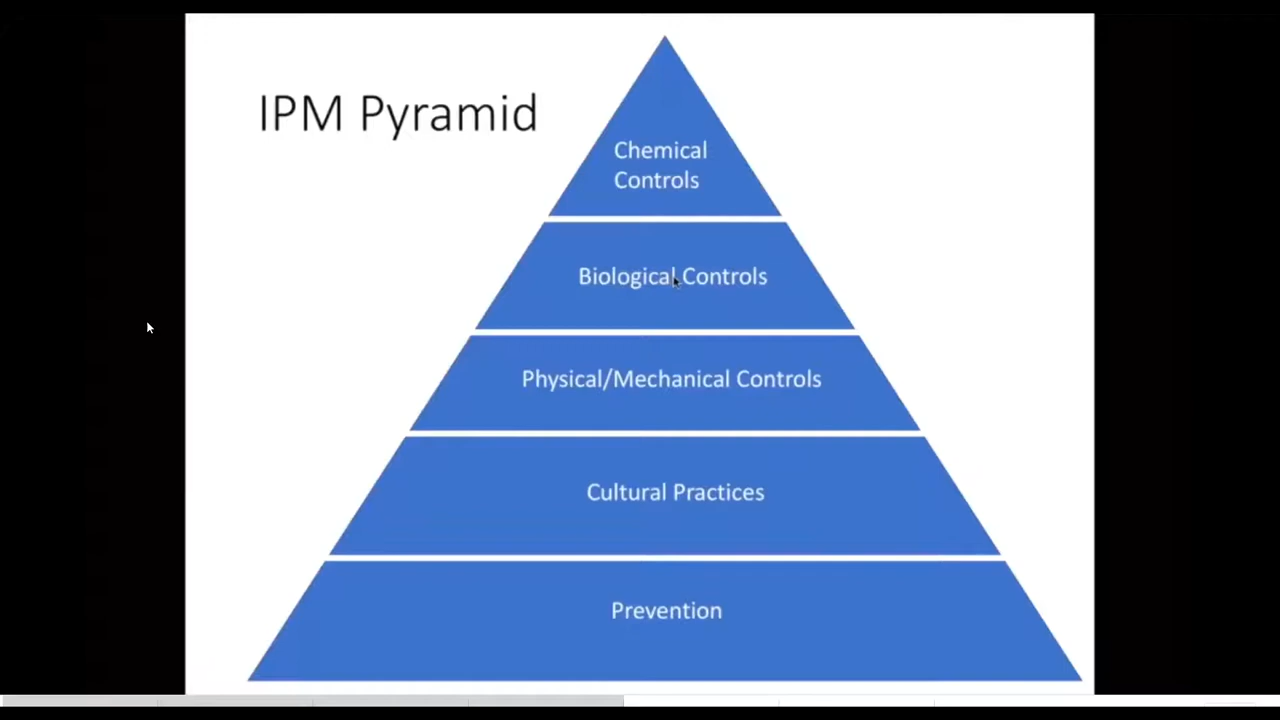 IPM Pyramid
Chemical
Controls
Biological Controls
Physical/Mechanical Controls
Cultural Practices
Prevention